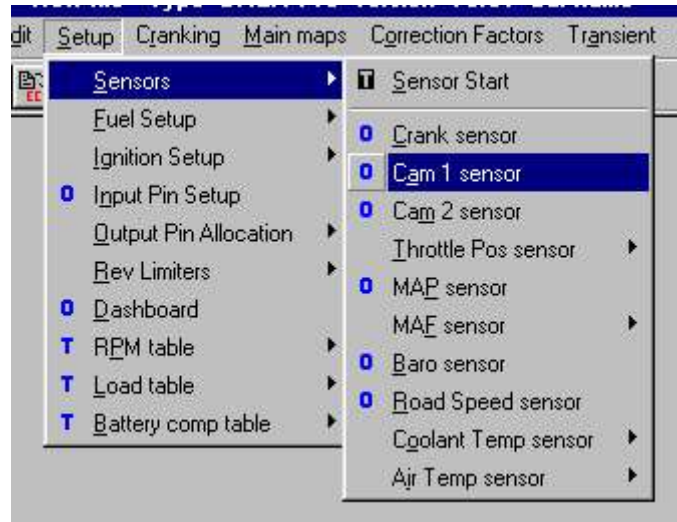 dit Setup Cranking Main maps Correction Factors Transient
Sensors
Fuel Setup
Ignition Setup
O Input Pin Setup
Output Pin Allocation
Rev Limiters
O Dashboard
T RPM table
T Load table
T Battery comp table
T Sensor Start
O Crank sensor
O Cam 1 sensor
O Cam 2 sensor
Throttle Pos sensor
O MAP sensor
MAF sensor
O Baro sensor
O Road Speed sensor
Coolant Temp sensor
Air Temp sensor